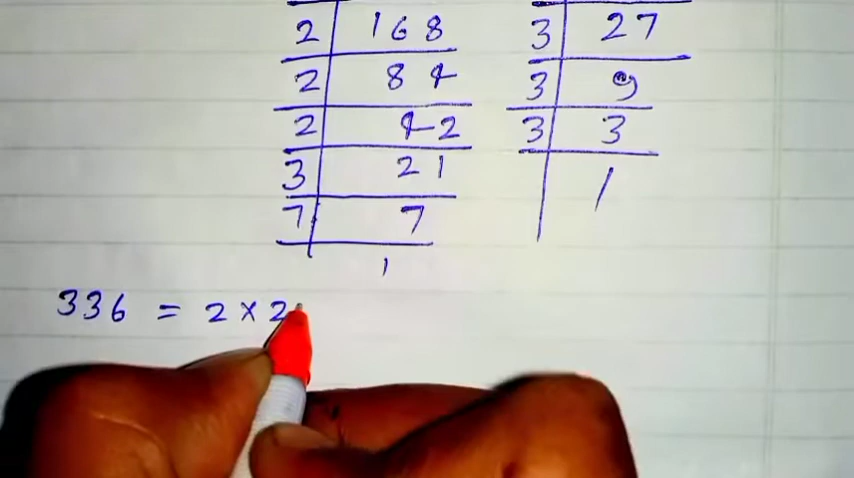 2 168 3 27
2 84 3 9
2 42 3 3
3 21 1
7 7
1
336 = 2 × 2